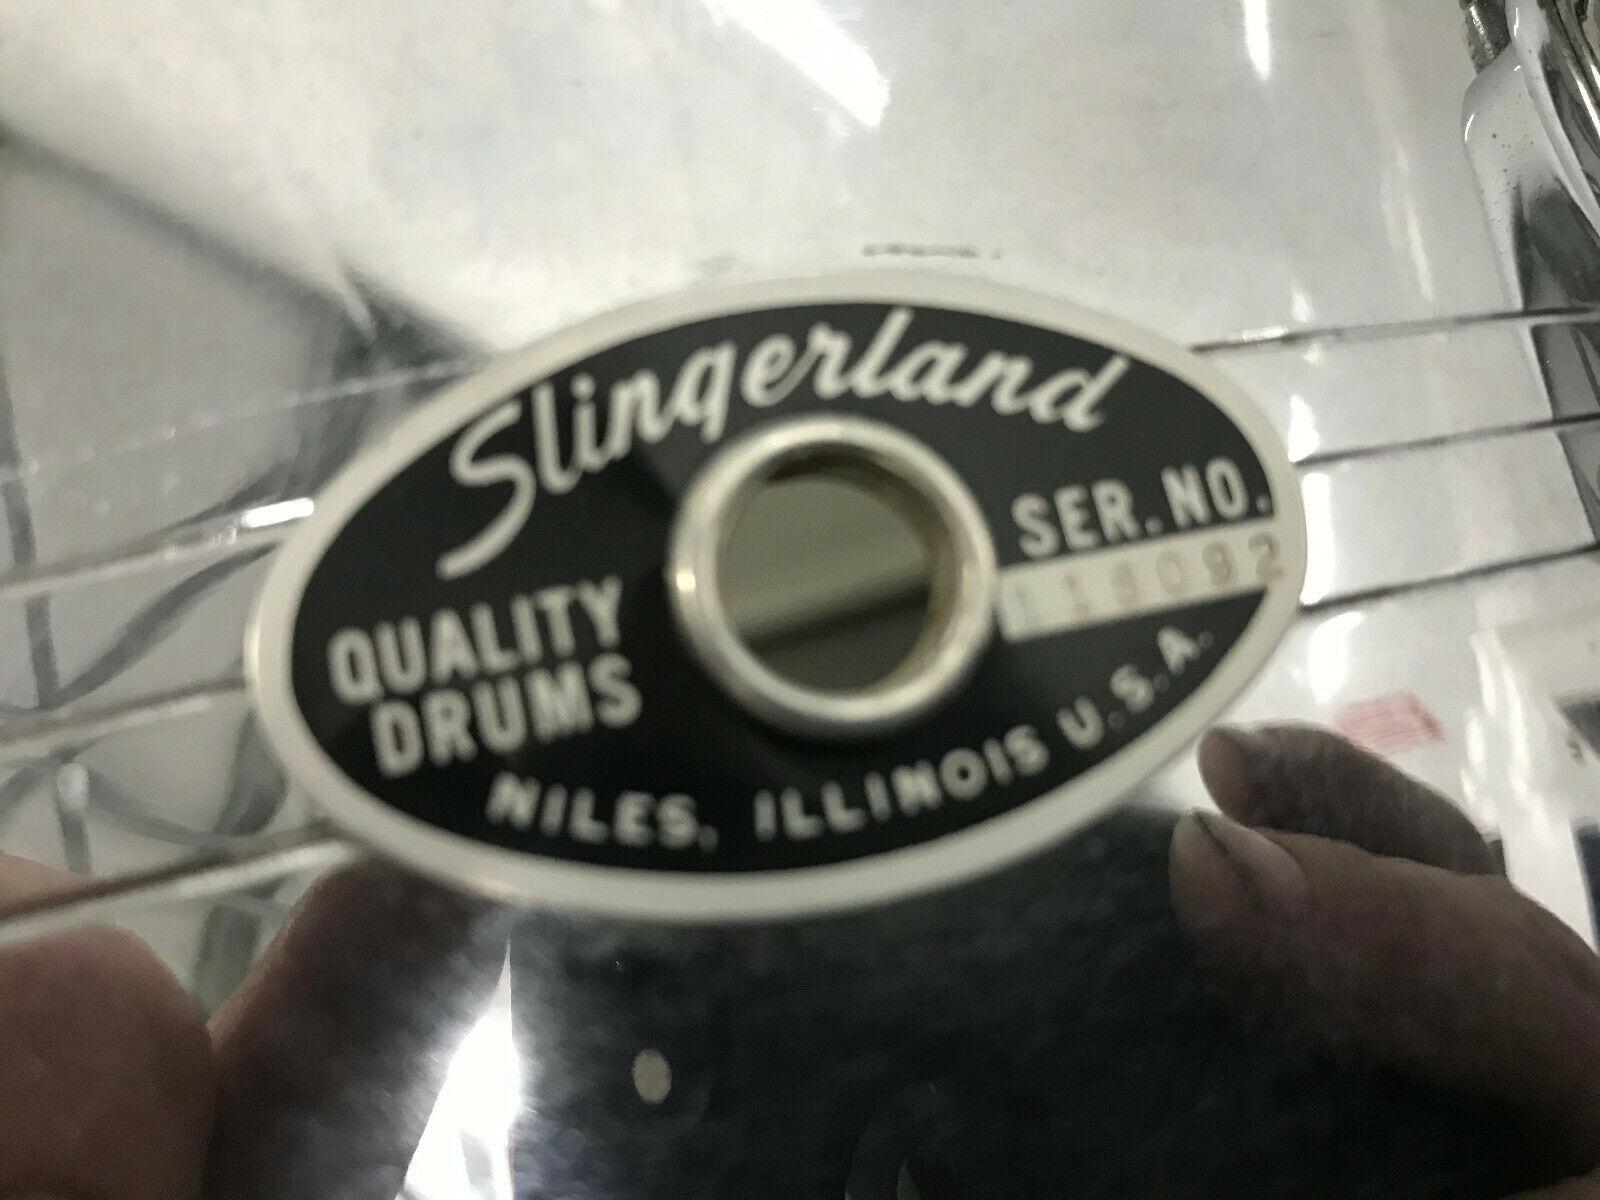 Slingerland
SER. NO.
QUALITY
DRUMS
NILES, ILLINOIS U.S.A.